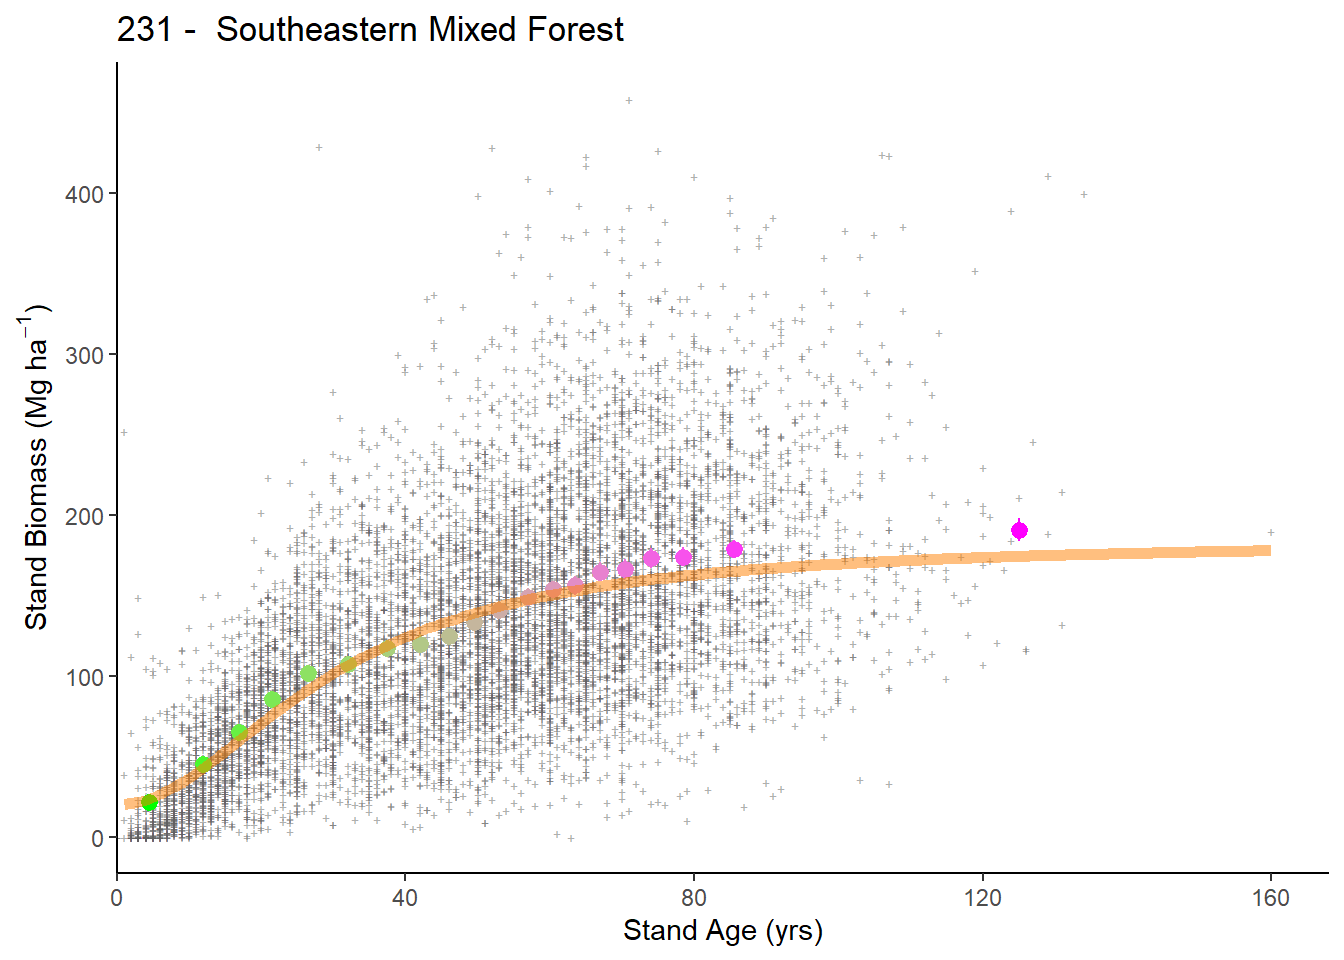 231 -  Southeastern Mixed Forest
Stand Biomass (Mg ha⁻¹)
400
300
200
100
0
0 40 80 120 160
Stand Age (yrs)